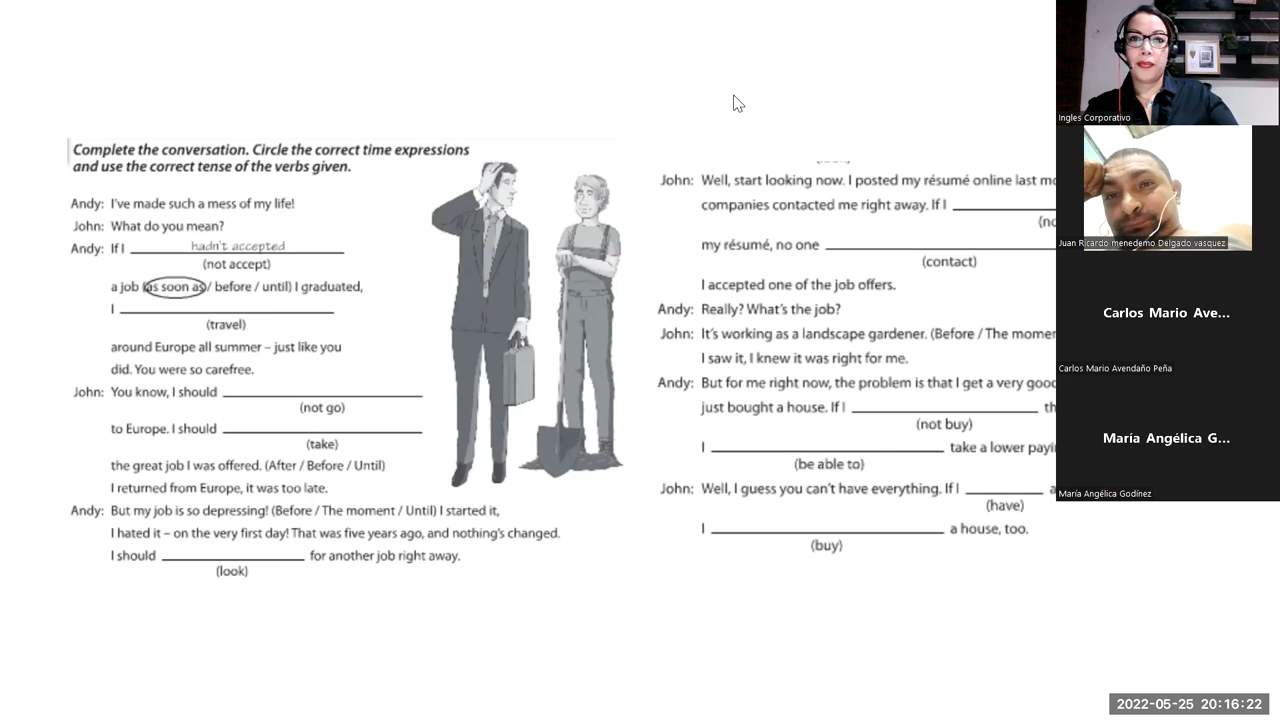 Complete the conversation. Circle the correct time expressions
and use the correct tense of the verbs given.
Andy: I've made such a mess of my life!
John: What do you mean?
Andy: If I hadn't accepted
(not accept)
a job (as soon as / before / until) I graduated,
I
(travel)
around Europe all summer – just like you
did. You were so carefree.
John: You know, I should
(not go)
to Europe. I should
(take)
the great job I was offered. (After / Before / Until)
I returned from Europe, it was too late.
Andy: But my job is so depressing! (Before / The moment / Until) I started it,
I hated it – on the very first day! That was five years ago, and nothing's changed.
I should for another job right away.
(look)
John: Well, start looking now. I posted my résumé online last
companies contacted me right away. If I
my résumé, no one
(contact)
I accepted one of the job offers.
Andy: Really? What's the job?
John: It's working as a landscape gardener. (Before / The
I saw it, I knew it was right for me.
Andy: But for me right now, the problem is that I get a very
just bought a house. If I
(not buy)
I take a lower
(be able to)
John: Well, I guess you can't have everything. If I
(have)
I a house, too.
(buy)
Ingles Corporativo
Juan Ricardo menedemo Delgado vasquez
Carlos Mario Ave...
Carlos Mario Avendaño Peña
María Angélica G...
María Angélica Godínez
2022-05-25 20:16:22